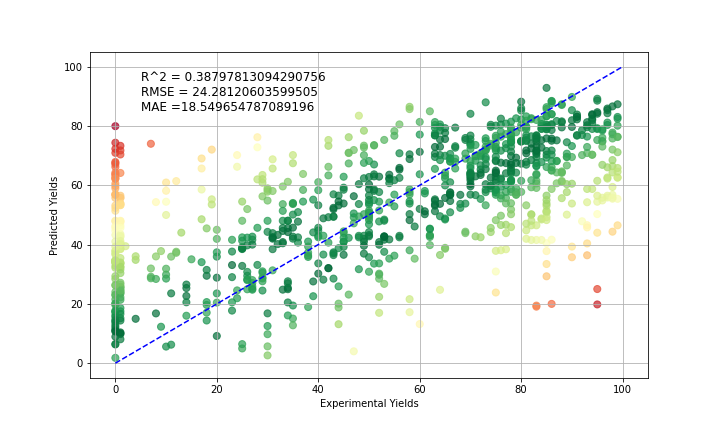 R^2 = 0.38797813094290756
RMSE = 24.28120603599505
MAE =18.549654787089196
100
80
60
40
20
0
Predicted Yields
0 20 40 60 80 100
Experimental Yields